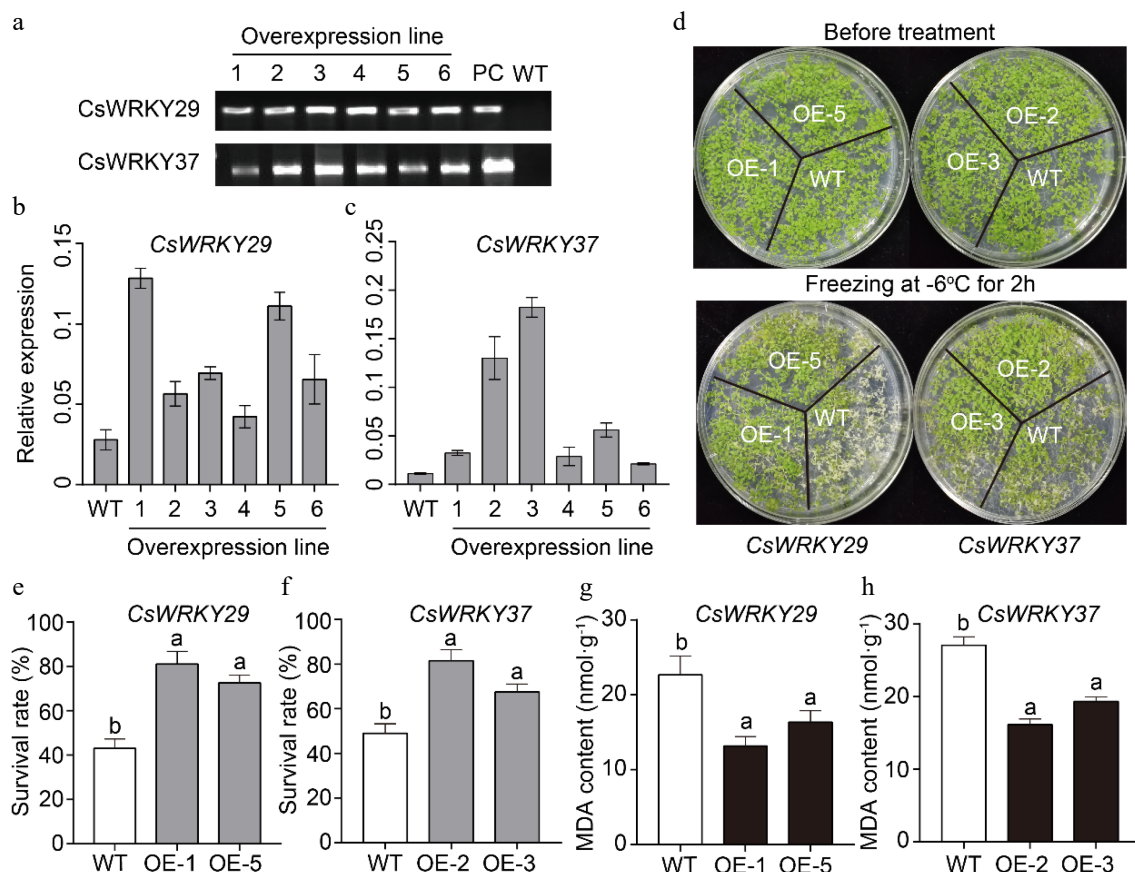 a
Overexpression line
1 2 3 4 5 6 PC WT
CsWRKY29
CsWRKY37
b
CsWRKY29
Relative expression
0.15
0.1
0.05
0
WT 1 2 3 4 5 6
Overexpression line
c
CsWRKY37
0.25
0.2
0.15
0.1
0.05
0
WT 1 2 3 4 5 6
Overexpression line
d
Before treatment
OE-5
OE-1
WT
OE-2
OE-3
WT
Freezing at -6°C for 2h
OE-5
OE-1
WT
OE-2
OE-3
WT
CsWRKY29 CsWRKY37
e
CsWRKY29
Survival rate (%)
100
80
60
40
20
0
b a a
WT OE-1 OE-5
f
CsWRKY37
Survival rate (%)
100
80
60
40
20
0
b a a
WT OE-2 OE-3
g
CsWRKY29
MDA content (nmol·g⁻¹)
30
20
10
0
b a a
WT OE-1 OE-5
h
CsWRKY37
MDA content (nmol·g⁻¹)
30
20
10
0
b a a
WT OE-2 OE-3